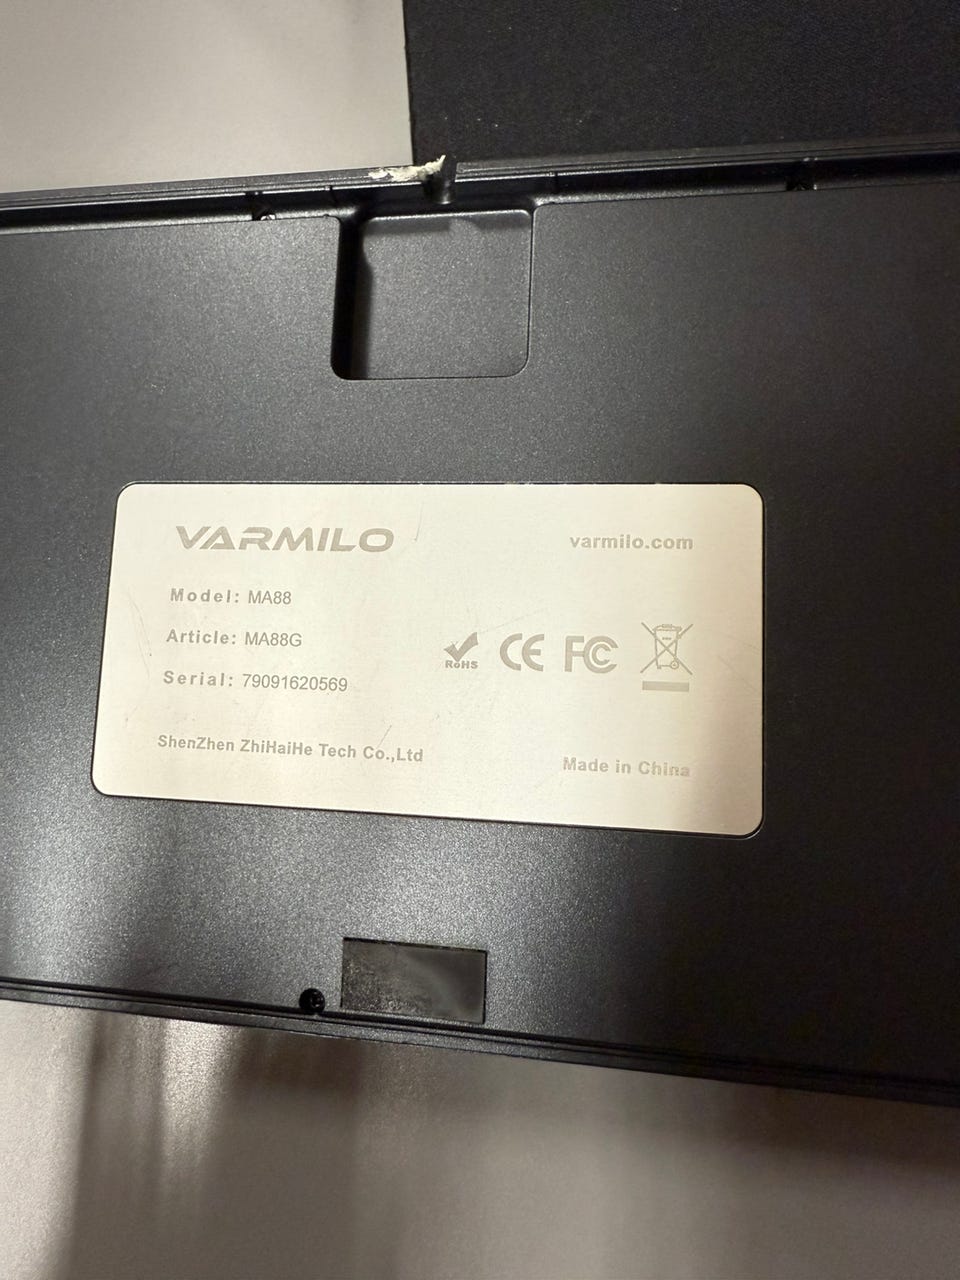 VARMILO
varmilo.com
Model: MA88
Article: MA88G
Serial: 79091620569
RoHS CE FC
ShenZhen ZhiHaiHe Tech Co.,Ltd
Made in China